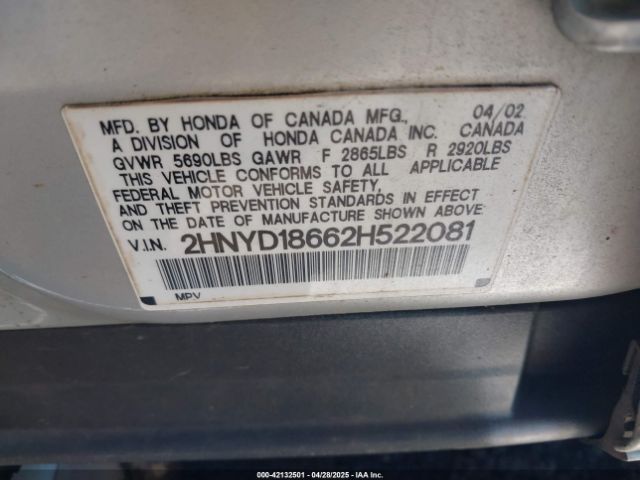 MFD. BY HONDA OF CANADA MFG., 04/02
A DIVISION OF HONDA CANADA INC. CANADA
GVWR 5690LBS GAWR F 2865LBS R 2920LBS
THIS VEHICLE CONFORMS TO ALL APPLICABLE
FEDERAL MOTOR VEHICLE SAFETY,
AND THEFT PREVENTION STANDARDS IN EFFECT
ON THE DATE OF MANUFACTURE SHOWN ABOVE
V.I.N. 2HNYD18662H522081
MPV
000-42132501 | 04/28/2025 | IAA Inc.